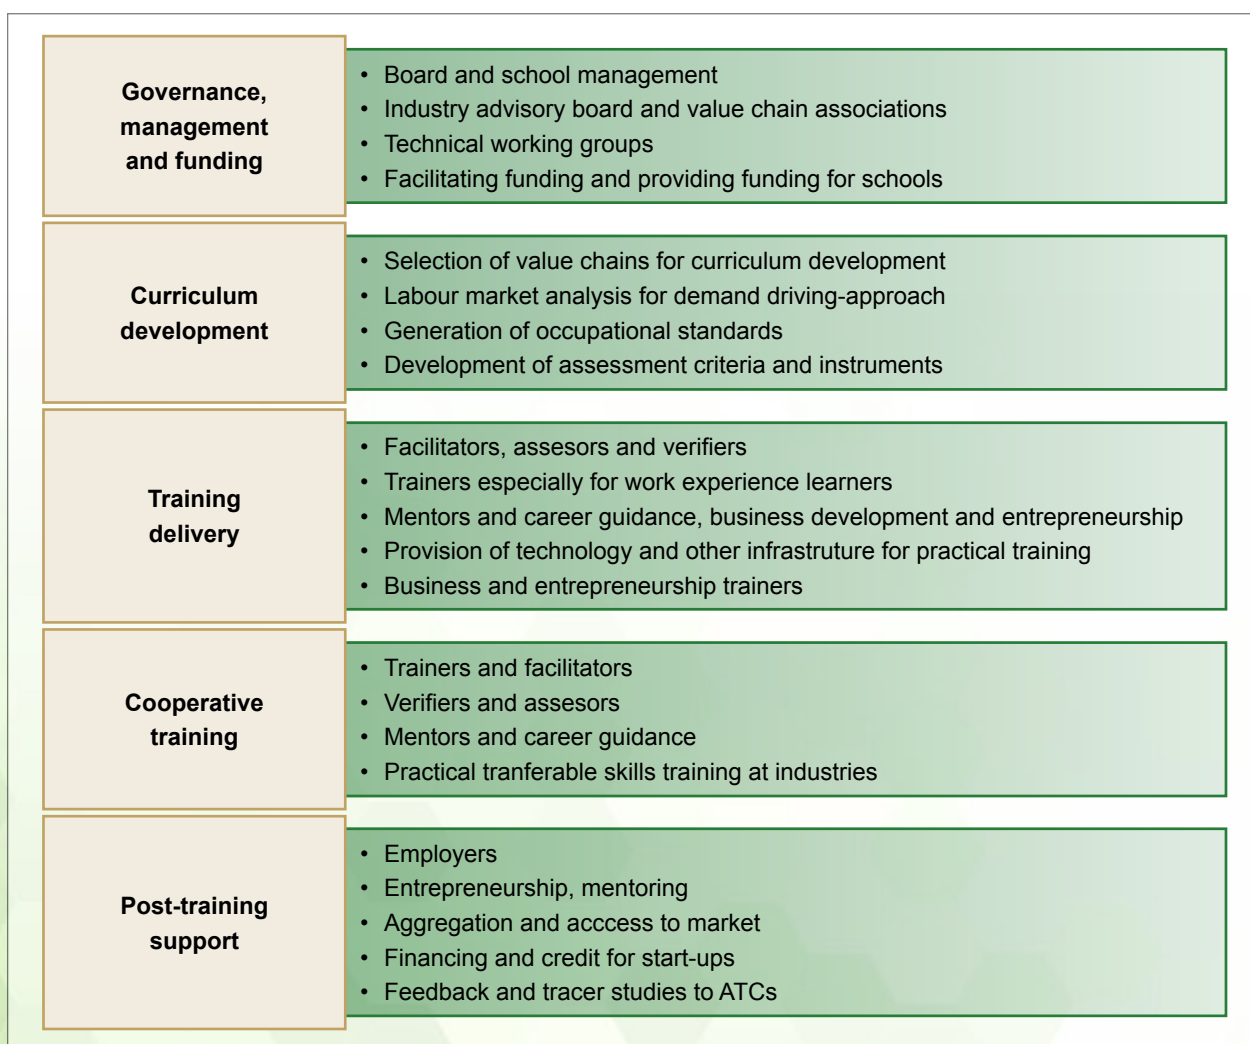 Governance,
management
and funding
• Board and school management
• Industry advisory board and value chain associations
• Technical working groups
• Facilitating funding and providing funding for schools
Curriculum
development
• Selection of value chains for curriculum development
• Labour market analysis for demand driving-approach
• Generation of occupational standards
• Development of assessment criteria and instruments
Training
delivery
• Facilitators, assesors and verifiers
• Trainers especially for work experience learners
• Mentors and career guidance, business development and entrepreneurship
• Provision of technology and other infrastruture for practical training
• Business and entrepreneurship trainers
Cooperative
training
• Trainers and facilitators
• Verifiers and assesors
• Mentors and career guidance
• Practical tranferable skills training at industries
Post-training
support
• Employers
• Entrepreneurship, mentoring
• Aggregation and acccess to market
• Financing and credit for start-ups
• Feedback and tracer studies to ATCs